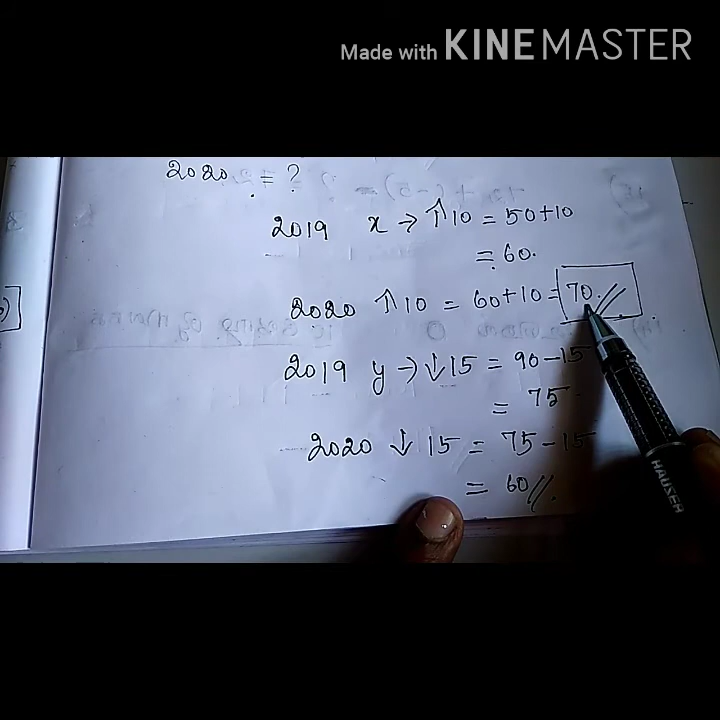 Made with KINEMASTER
2020 = ?
2019 x → ↑10 = 50+10
= 60.
2020 ↑10 = 60+10 = 70.//
2019 y → ↓15 = 90-15
= 75
2020 ↓ 15 = 75-15
= 60//.
HAUSER